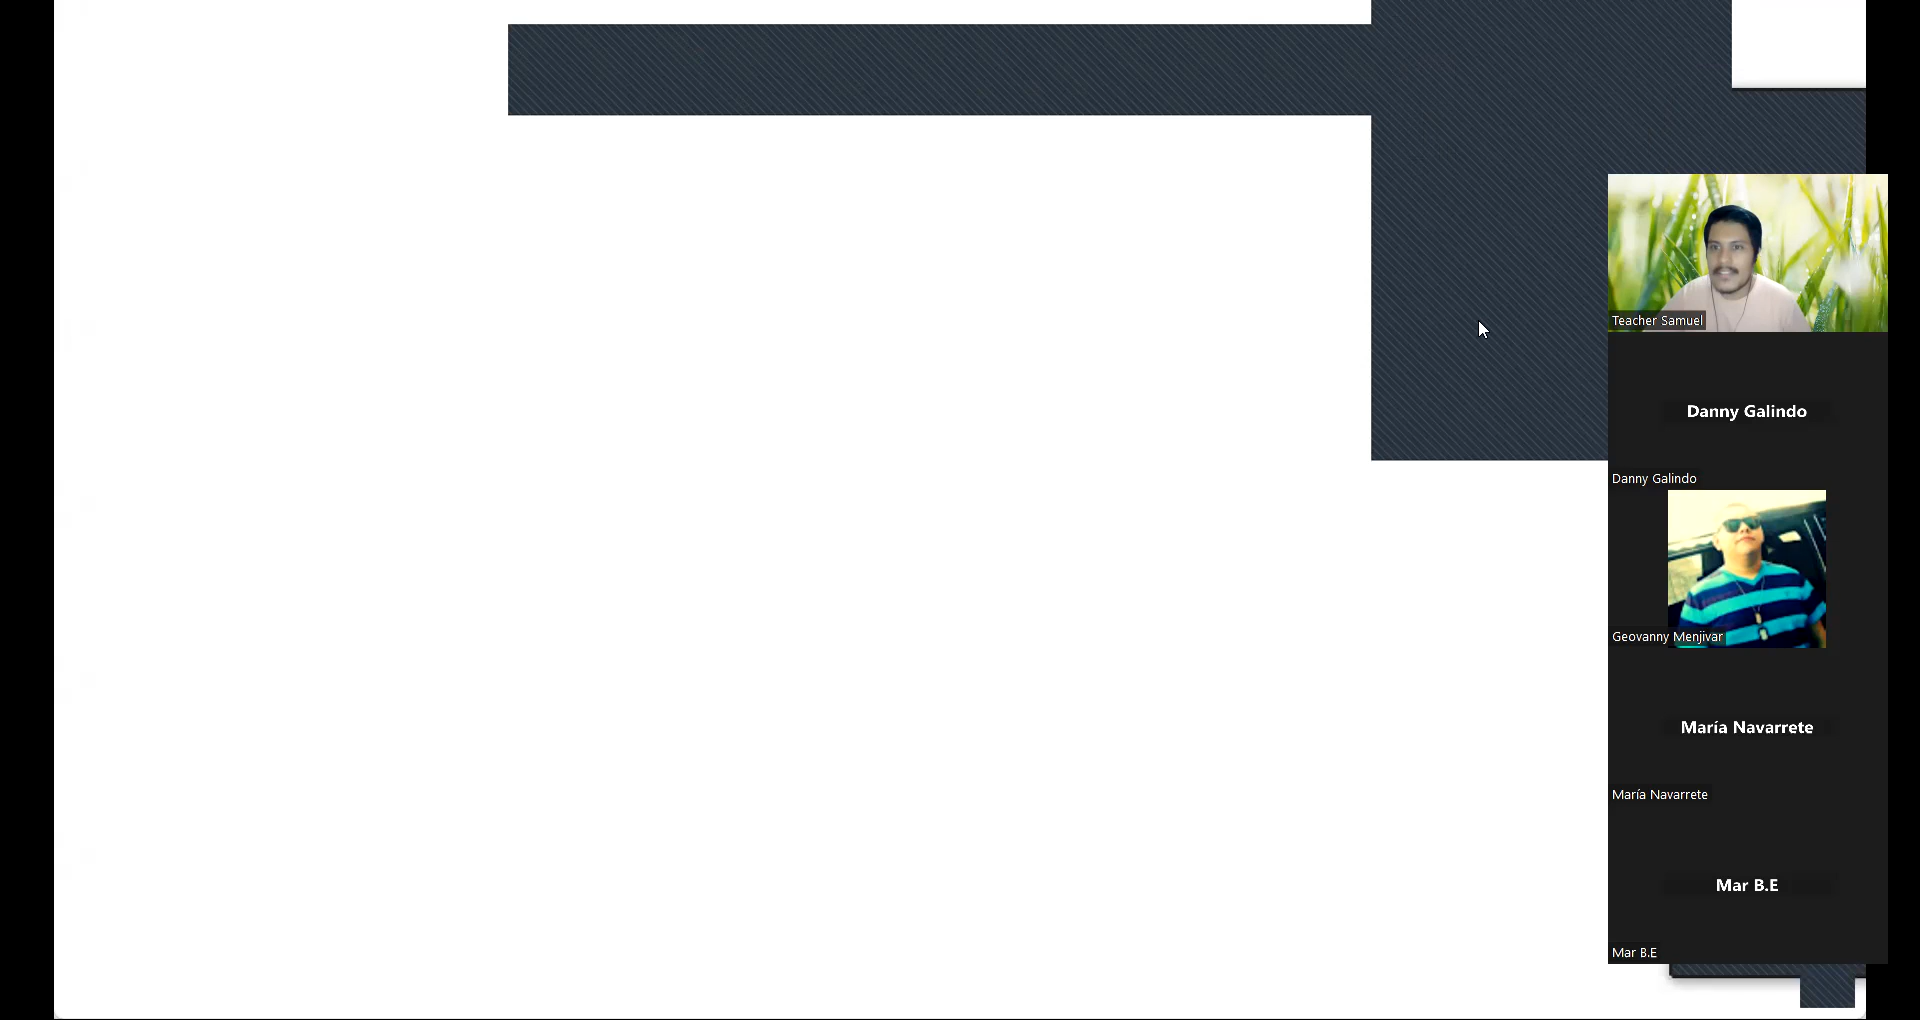 Teacher Samuel
Danny Galindo
Danny Galindo
Geovanny Menjivar
María Navarrete
María Navarrete
Mar B.E
Mar B.E